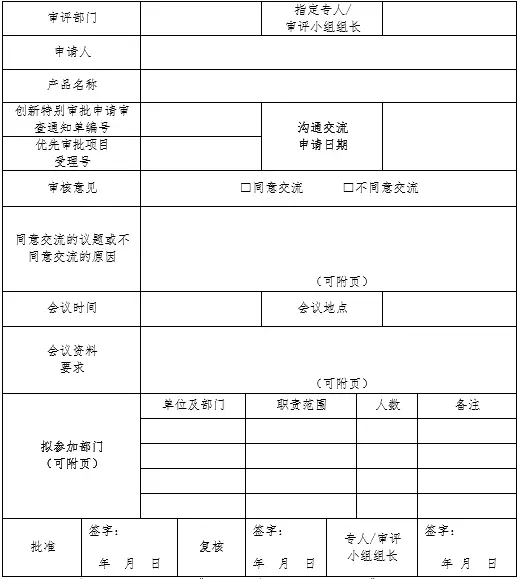 审评部门
指定专人/
审评小组组长
申请人
产品名称
创新特别审批申请审
查通知单编号
优先审批项目
受理号
沟通交流
申请日期
审核意见
□同意交流 □不同意交流
同意交流的议题或不
同意交流的原因
（可附页）
会议时间
会议地点
会议资料
要求
（可附页）
拟参加部门
（可附页）
单位及部门 职责范围 人数 备注
批准
签字：
年 月 日
复核
签字：
年 月 日
专人/审评
小组组长
签字：
年 月 日